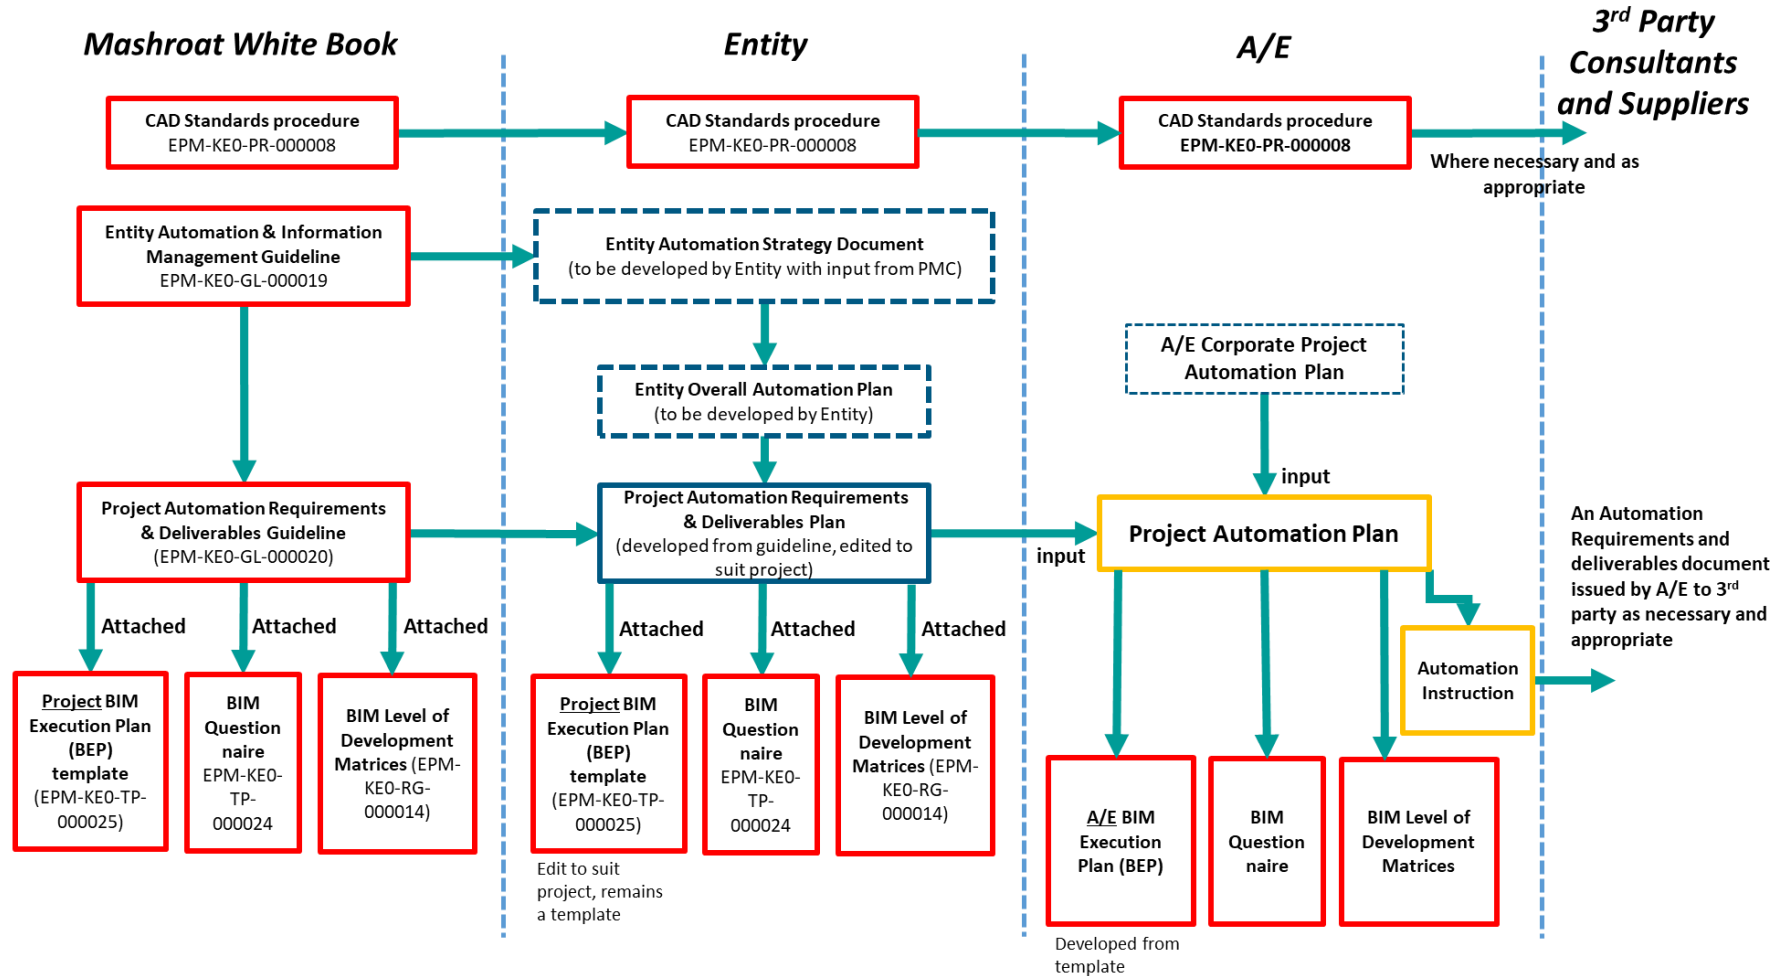 Mashroat White Book
Entity
A/E
3rd Party
Consultants
and Suppliers
CAD Standards procedure
EPM-KE0-PR-000008
CAD Standards procedure
EPM-KE0-PR-000008
CAD Standards procedure
EPM-KE0-PR-000008
Where necessary and as
appropriate
Entity Automation & Information
Management Guideline
EPM-KE0-GL-000019
Entity Automation Strategy Document
(to be developed by Entity with input from PMC)
Entity Overall Automation Plan
(to be developed by Entity)
A/E Corporate Project
Automation Plan
input
Project Automation Requirements
& Deliverables Guideline
(EPM-KE0-GL-000020)
Project Automation Requirements
& Deliverables Plan
(developed from guideline, edited to
suit project)
input
Project Automation Plan
An Automation
Requirements and
deliverables document
issued by A/E to 3rd
party as necessary and
appropriate
Attached
Attached
Attached
Attached
Attached
Attached
Automation
Instruction
Project BIM
Execution Plan
(BEP)
template
(EPM-KE0-TP-
000025)
BIM
Question
naire
EPM-KE0-
TP-
000024
BIM Level of
Development
Matrices (EPM-
KE0-RG-
000014)
Project BIM
Execution Plan
(BEP)
template
(EPM-KE0-TP-
000025)
BIM
Question
naire
EPM-KE0-
TP-
000024
BIM Level of
Development
Matrices (EPM-
KE0-RG-
000014)
A/E BIM
Execution
Plan (BEP)
BIM
Question
naire
BIM Level of
Development
Matrices
Edit to suit
project, remains
a template
Developed from
template